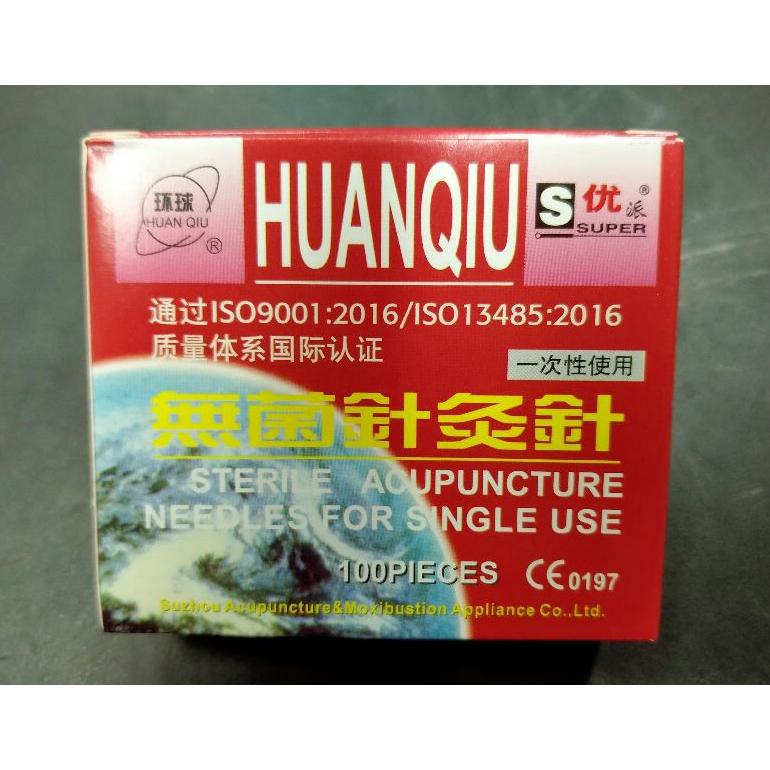 环球
HUAN QIU
®
HUANQIU
S 优派®
SUPER
通过ISO9001:2016/ISO13485:2016
质量体系国际认证
一次性使用
無菌針灸針
STERILE ACUPUNCTURE
NEEDLES FOR SINGLE USE
100PIECES CE 0197
Suzhou Acupuncture&Moxibustion Appliance Co.,Ltd.